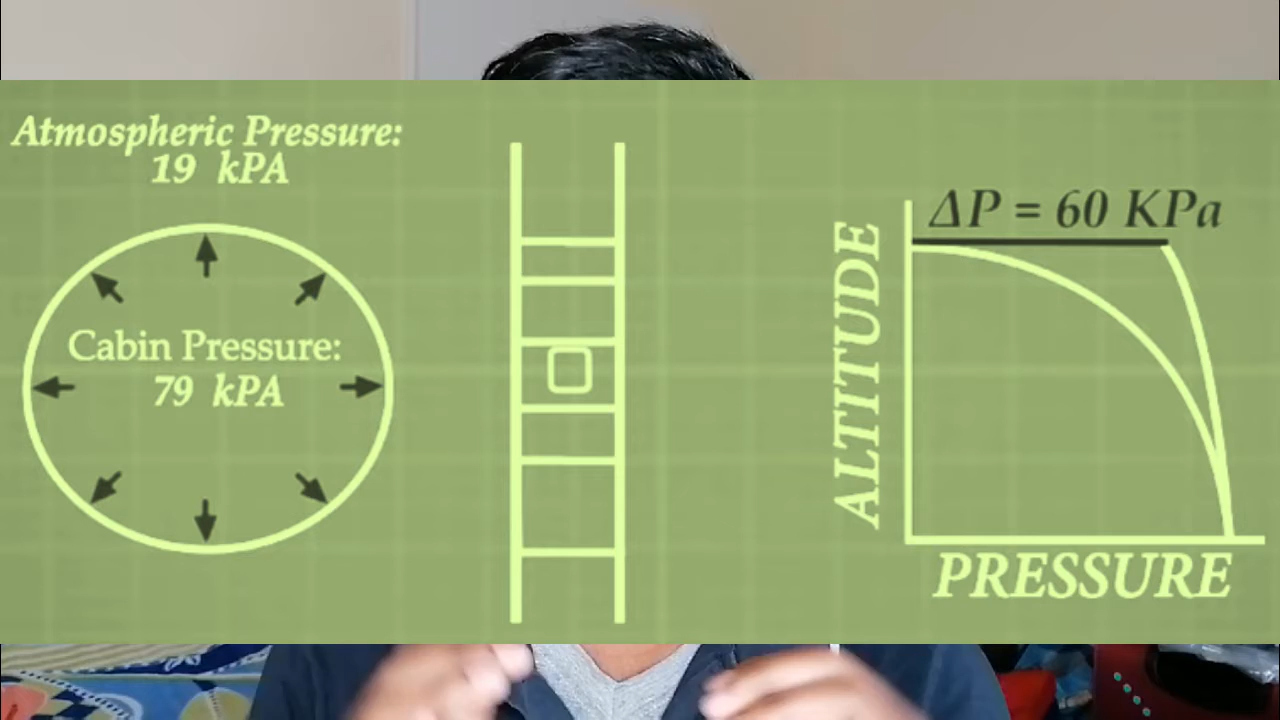 Atmospheric Pressure:
19 kPA
Cabin Pressure:
79 kPA
ΔP = 60 KPa
ALTITUDE
PRESSURE